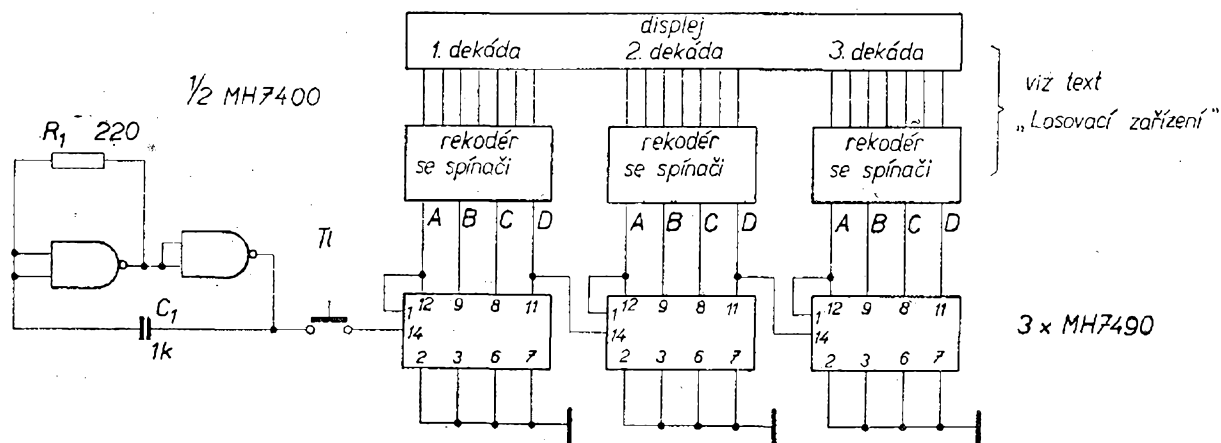 displej
1. dekáda 2. dekáda 3. dekáda
1/2 MH7400
viz text
„Losovací zařízení"
R1 220
rekodér
se spínači
rekodér
se spínači
rekodér
se spínači
A B C D
A B C D
A B C D
Tl
C1
1k
12 9 8 11
1
14
2 3 6 7
12 9 8 11
1
14
2 3 6 7
12 9 8 11
1
14
2 3 6 7
3 x MH7490